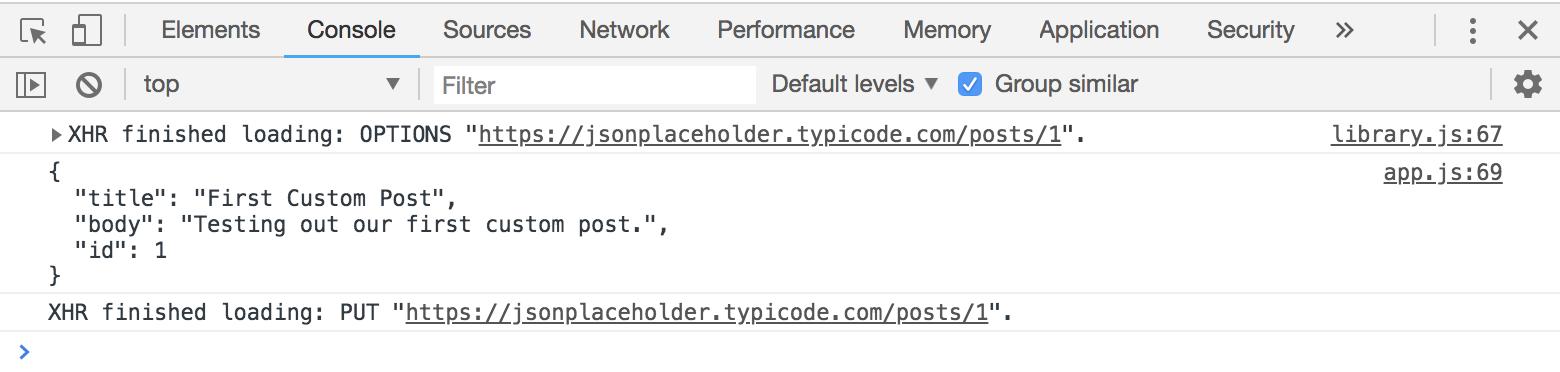 Elements Console Sources Network Performance Memory Application Security »
top Filter Default levels Group similar
XHR finished loading: OPTIONS "https://jsonplaceholder.typicode.com/posts/1". library.js:67
{ app.js:69
"title": "First Custom Post",
"body": "Testing out our first custom post.",
"id": 1
}
XHR finished loading: PUT "https://jsonplaceholder.typicode.com/posts/1".